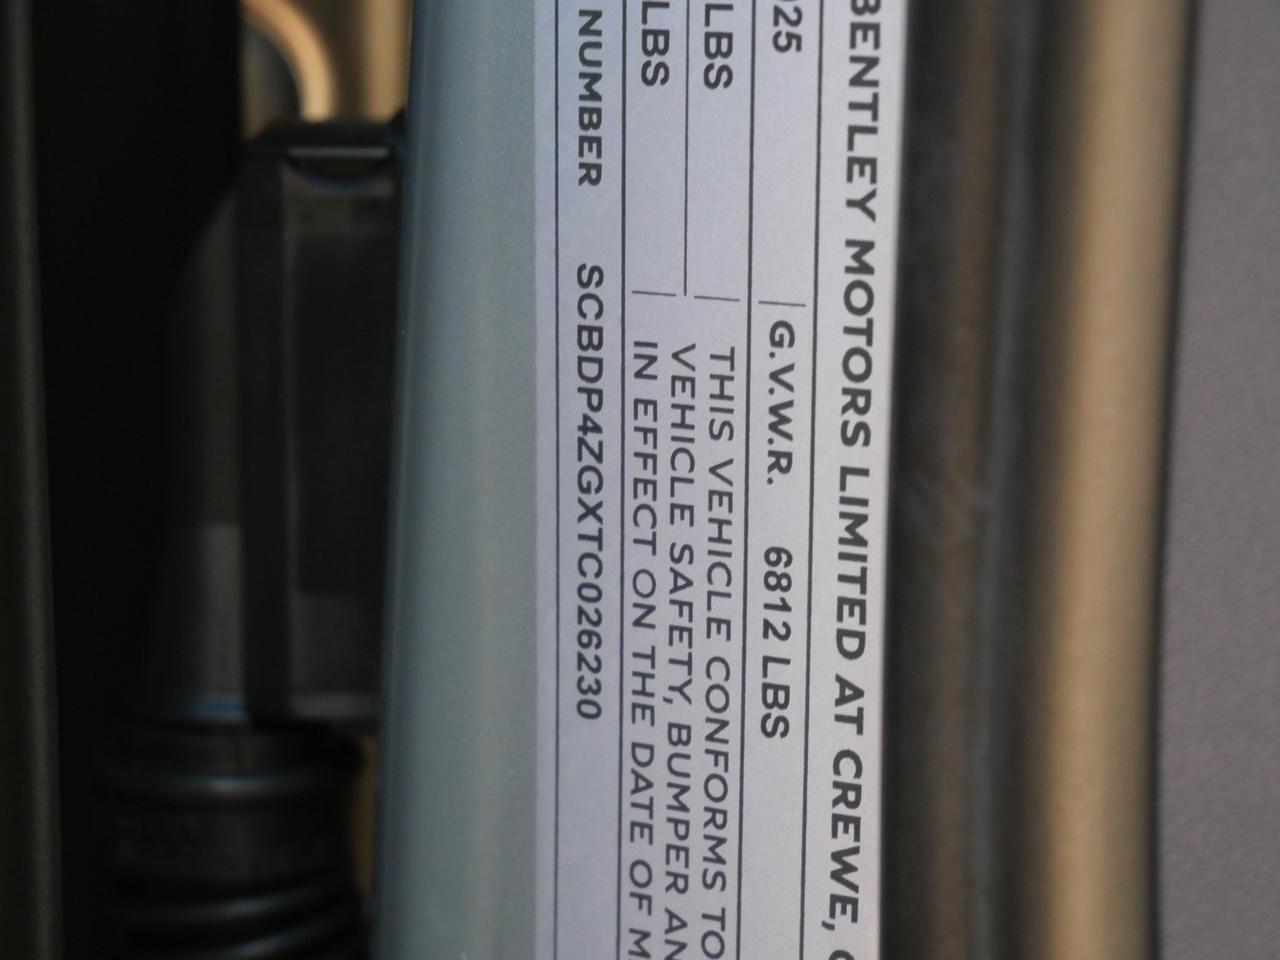 BENTLEY MOTORS LIMITED AT CREWE,
025 G.V.W.R. 6812 LBS
LBS THIS VEHICLE CONFORMS TO
VEHICLE SAFETY, BUMPER AN
LBS IN EFFECT ON THE DATE OF M
NUMBER SCBDP4ZGXTC026230